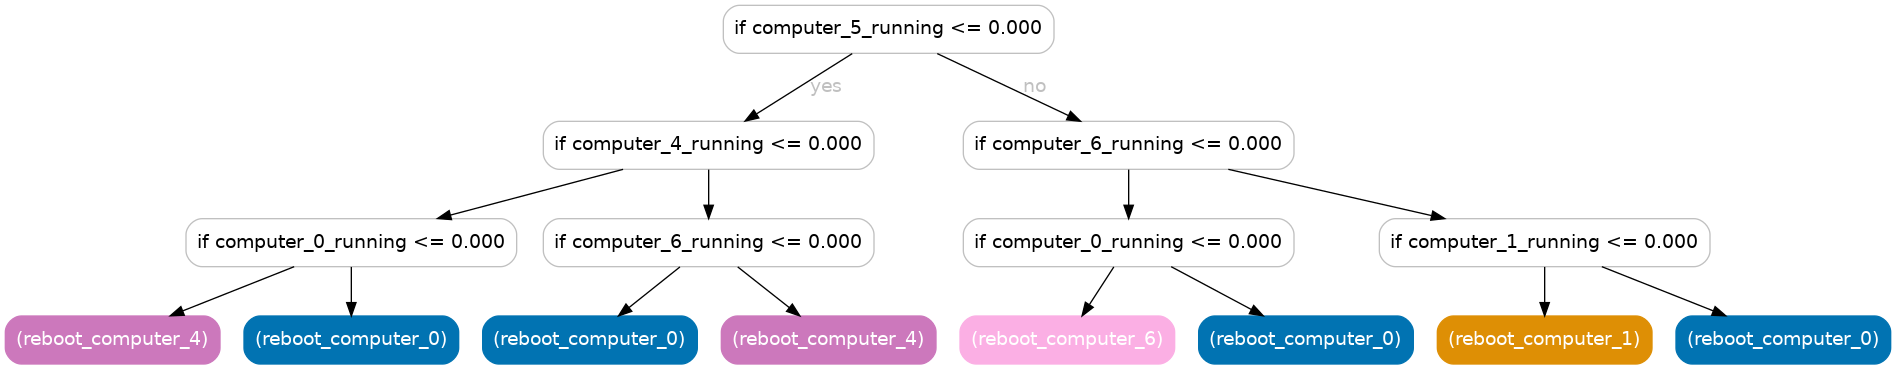 if computer_5_running <= 0.000
yes
no
if computer_4_running <= 0.000
if computer_6_running <= 0.000
if computer_0_running <= 0.000
if computer_6_running <= 0.000
if computer_0_running <= 0.000
if computer_1_running <= 0.000
(reboot_computer_4)
(reboot_computer_0)
(reboot_computer_0)
(reboot_computer_4)
(reboot_computer_6)
(reboot_computer_0)
(reboot_computer_1)
(reboot_computer_0)